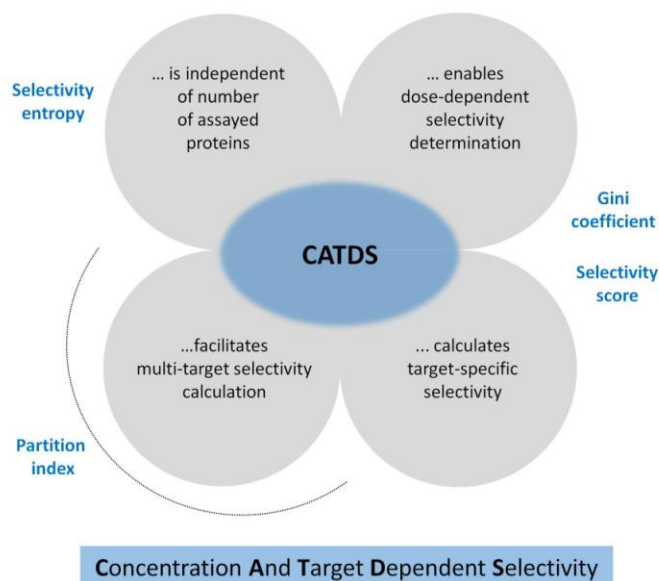 Selectivity
entropy
... is independent
of number
of assayed
proteins
... enables
dose-dependent
selectivity
determination
Gini
coefficient
CATDS
Selectivity
score
...facilitates
multi-target selectivity
calculation
... calculates
target-specific
selectivity
Partition
index
Concentration And Target Dependent Selectivity